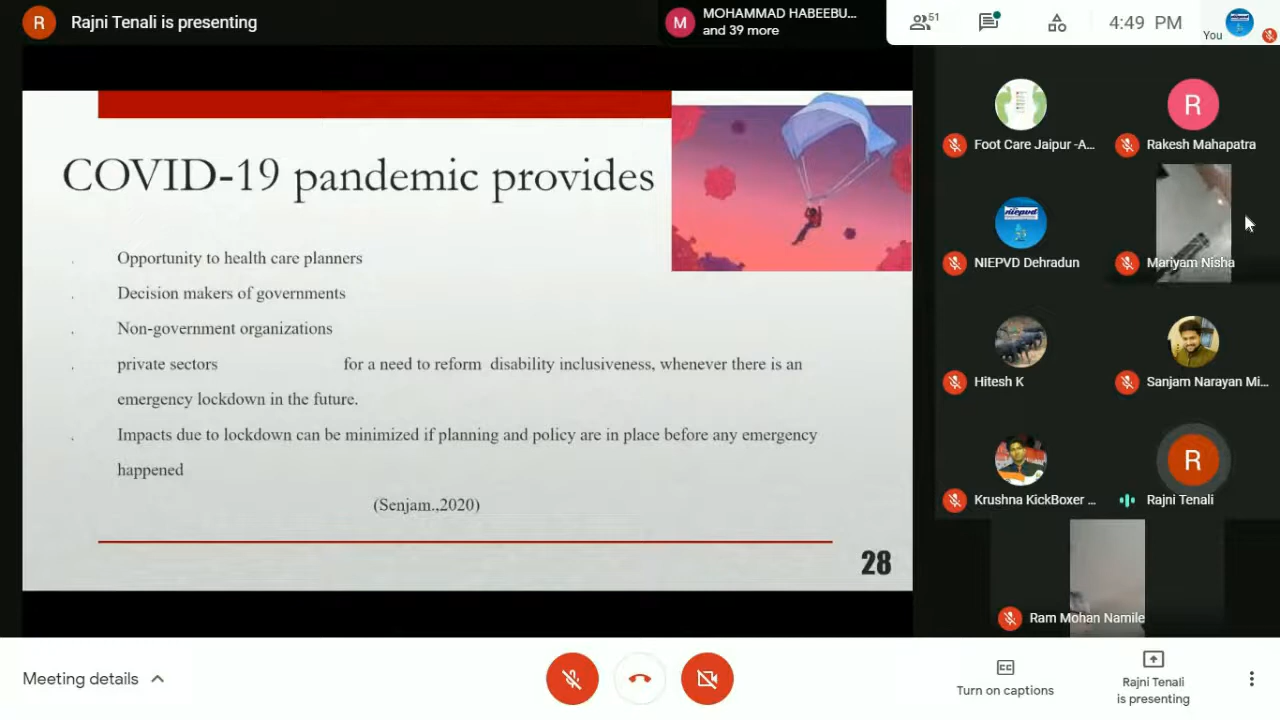 R
Rajni Tenali is presenting
M
MOHAMMAD HABEEBU...
and 39 more
51
4:49 PM
You
COVID-19 pandemic provides
Opportunity to health care planners
Decision makers of governments
Non-government organizations
private sectors for a need to reform disability inclusiveness, whenever there is an
emergency lockdown in the future.
Impacts due to lockdown can be minimized if planning and policy are in place before any emergency
happened
(Senjam.,2020)
28
Foot Care Jaipur -A...
R
Rakesh Mahapatra
niepvd
NIEPVD Dehradun
Mariyam Nisha
Hitesh K
Sanjam Narayan Mi...
Krushna KickBoxer ...
R
Rajni Tenali
Ram Mohan Namile
Meeting details
CC
Turn on captions
Rajni Tenali
is presenting